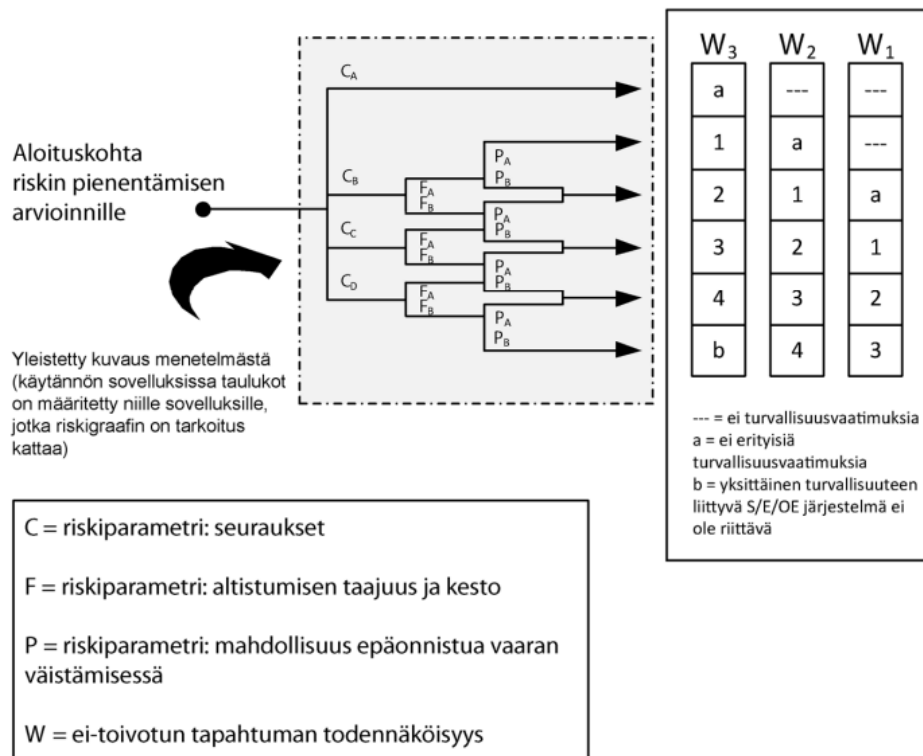 W3 W2 W1
a --- ---
1 a ---
2 1 a
3 2 1
4 3 2
b 4 3
--- = ei turvallisuusvaatimuksia
a = ei erityisiä
turvallisuusvaatimuksia
b = yksittäinen turvallisuuteen
liittyvä S/E/OE järjestelmä ei
ole riittävä
Aloituskohta
riskin pienentämisen
arvioinnille
CA
CB
CC
CD
FA
FB
FA
FB
FA
FB
PA
PB
PA
PB
PA
PB
PA
PB
Yleistetty kuvaus menetelmästä
(käytännön sovelluksissa taulukot
on määritetty niille sovelluksille,
jotka riskigraafin on tarkoitus
kattaa)
C = riskiparametri: seuraukset
F = riskiparametri: altistumisen taajuus ja kesto
P = riskiparametri: mahdollisuus epäonnistua vaaran
väistämisessä
W = ei-toivotun tapahtuman todennäköisyys